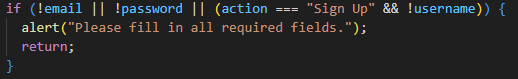 if (!email || !password || (action === "Sign Up" && !username)) {
  alert("Please fill in all required fields.");
  return;
}